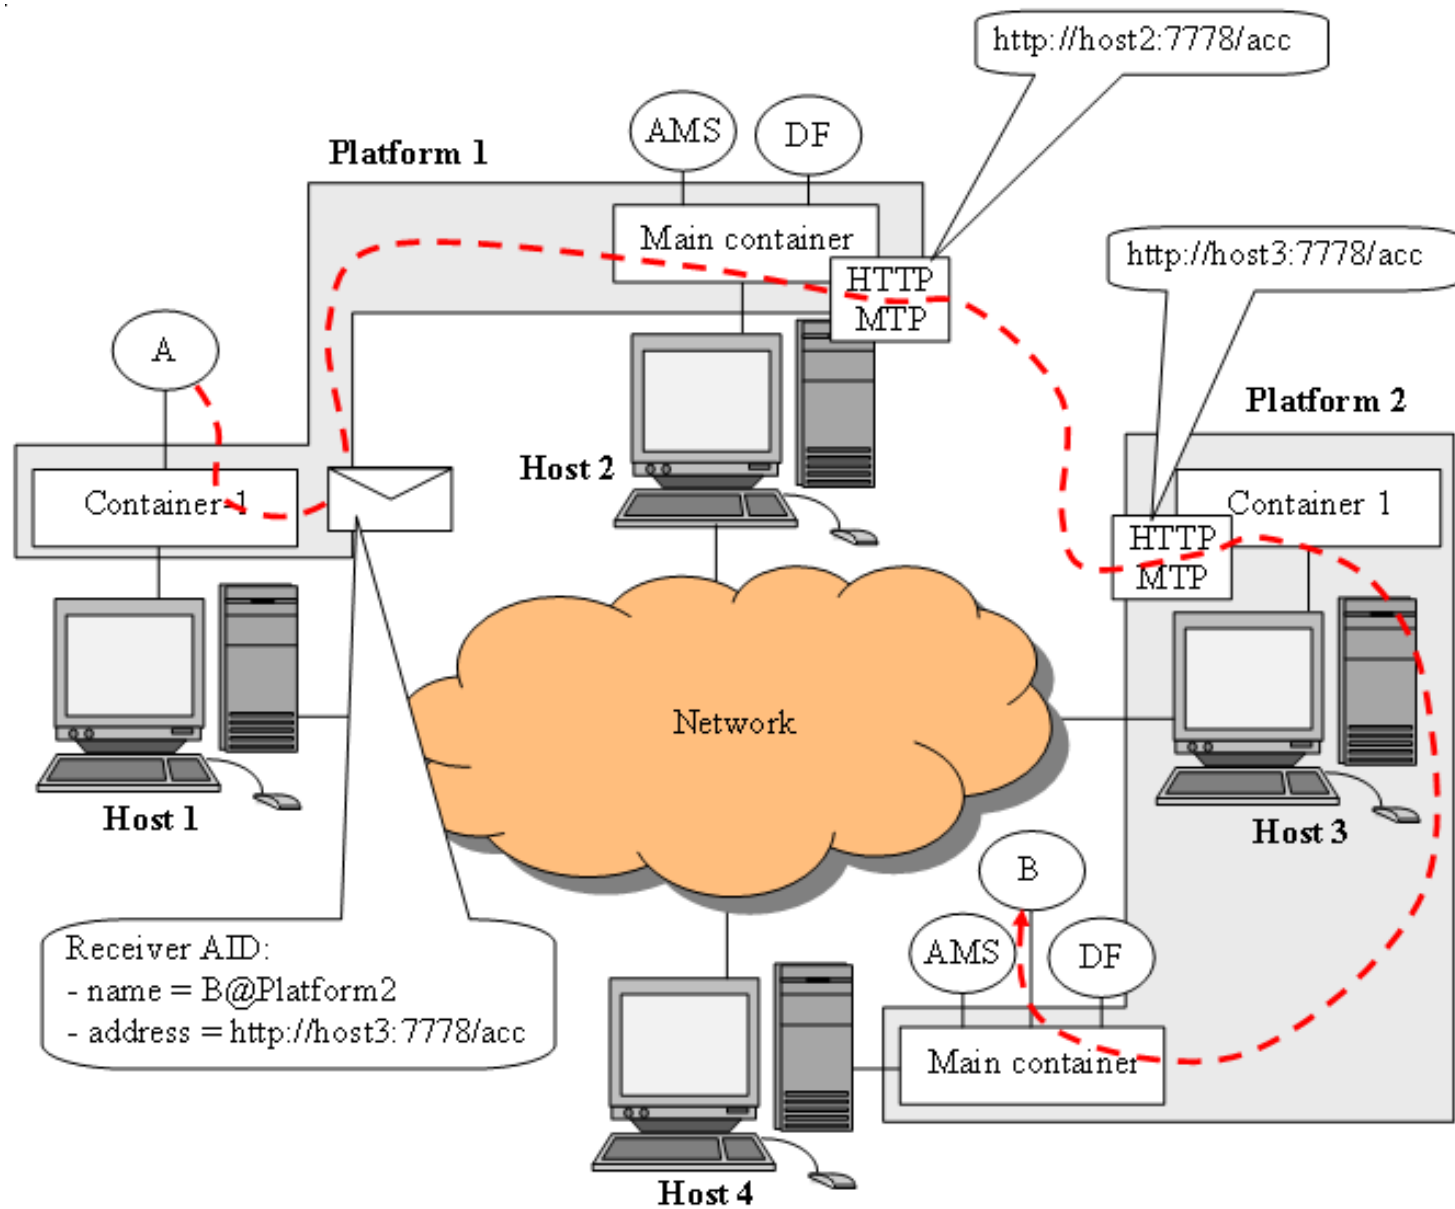 http://host2:7778/acc
AMS
DF
Platform 1
Main container
http://host3:7778/acc
HTTP
MTP
A
Platform 2
Host 2
Container-1
Container 1
HTTP
MTP
Network
Host 1
Host 3
B
AMS
DF
Receiver AID:
- name = B@Platform2
- address = http://host3:7778/acc
Main container
Host 4